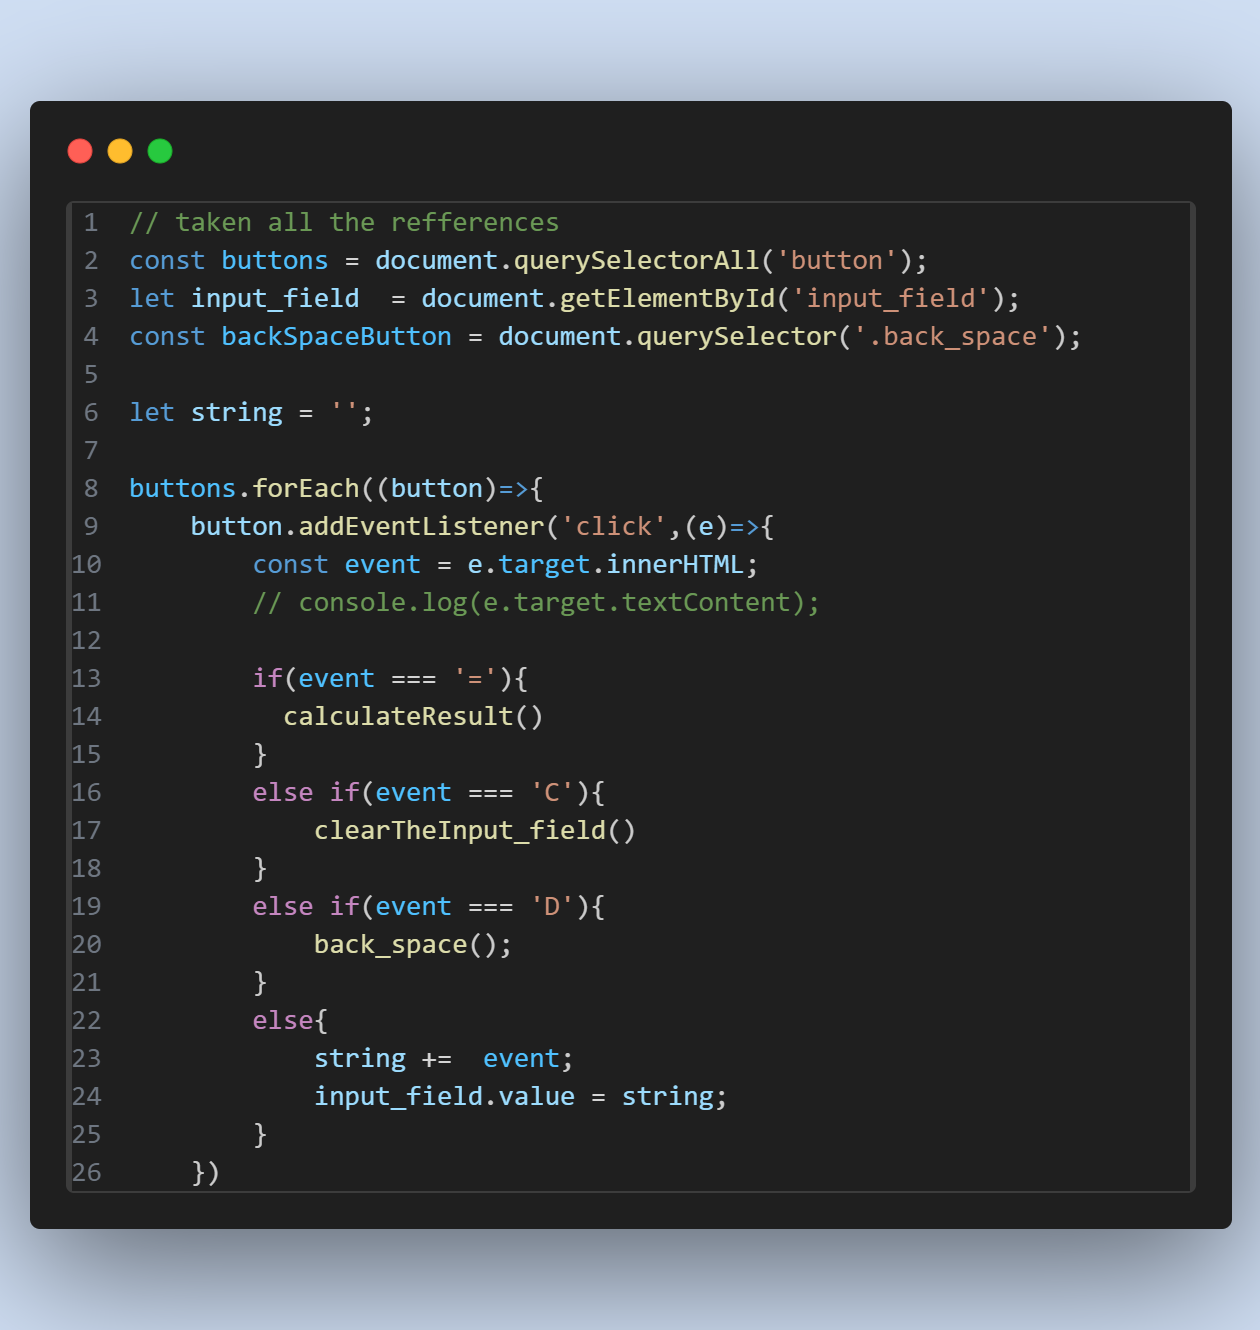 1 // taken all the refferences
2 const buttons = document.querySelectorAll('button');
3 let input_field  = document.getElementById('input_field');
4 const backSpaceButton = document.querySelector('.back_space');
5
6 let string = '';
7
8 buttons.forEach((button)=>{
9     button.addEventListener('click',(e)=>{
10         const event = e.target.innerHTML;
11         // console.log(e.target.textContent);
12
13         if(event === '='){
14           calculateResult()
15         }
16         else if(event === 'C'){
17             clearTheInput_field()
18         }
19         else if(event === 'D'){
20             back_space();
21         }
22         else{
23             string +=  event;
24             input_field.value = string;
25         }
26     })